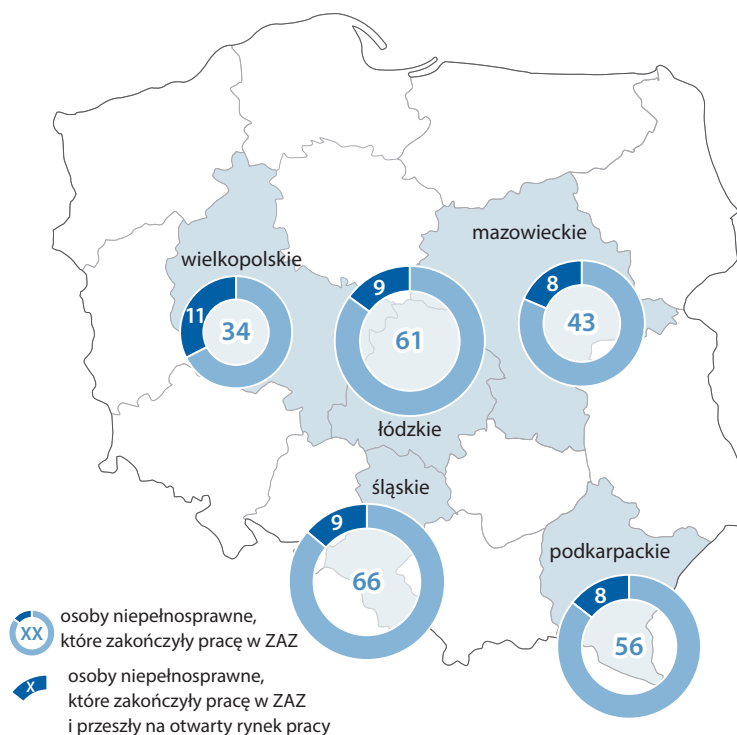 mazowieckie
wielkopolskie
8
9
11
34
61
43
łódzkie
śląskie
9
66
podkarpackie
8
56
XX
osoby niepełnosprawne,
które zakończyły pracę w ZAZ
X
osoby niepełnosprawne,
które zakończyły pracę w ZAZ
i przeszły na otwarty rynek pracy